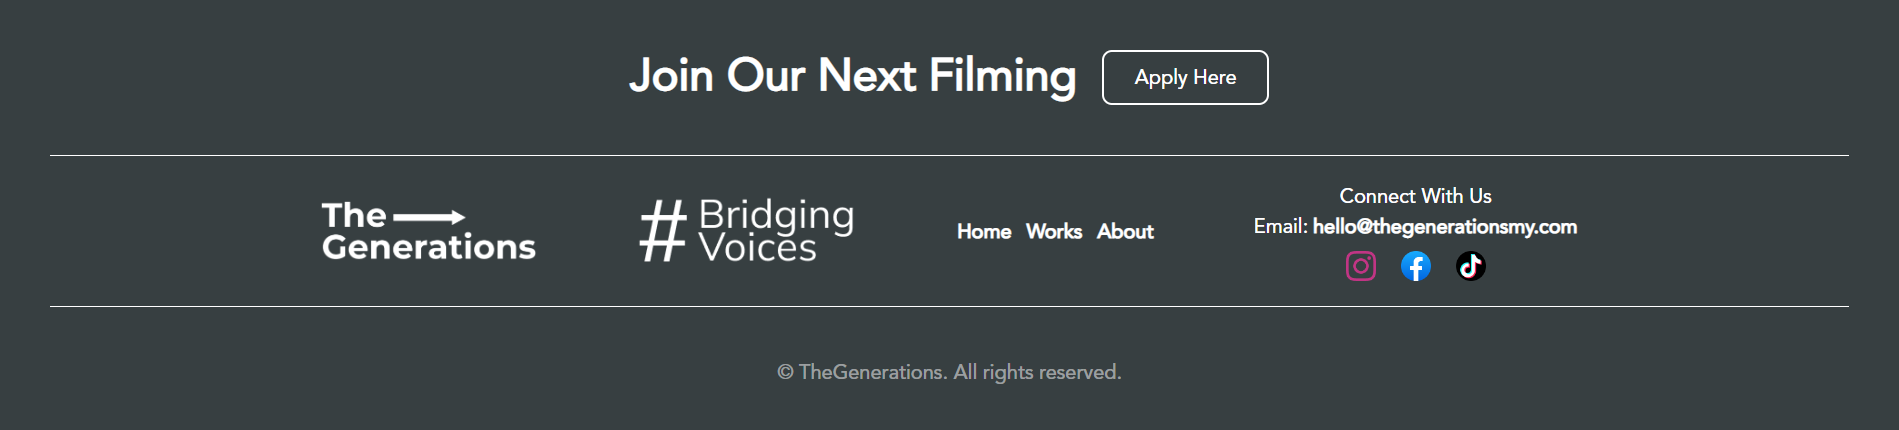 Join Our Next Filming
Apply Here
The
Generations
# Bridging
Voices
Home Works About
Connect With Us
Email: hello@thegenerationsmy.com
© TheGenerations. All rights reserved.